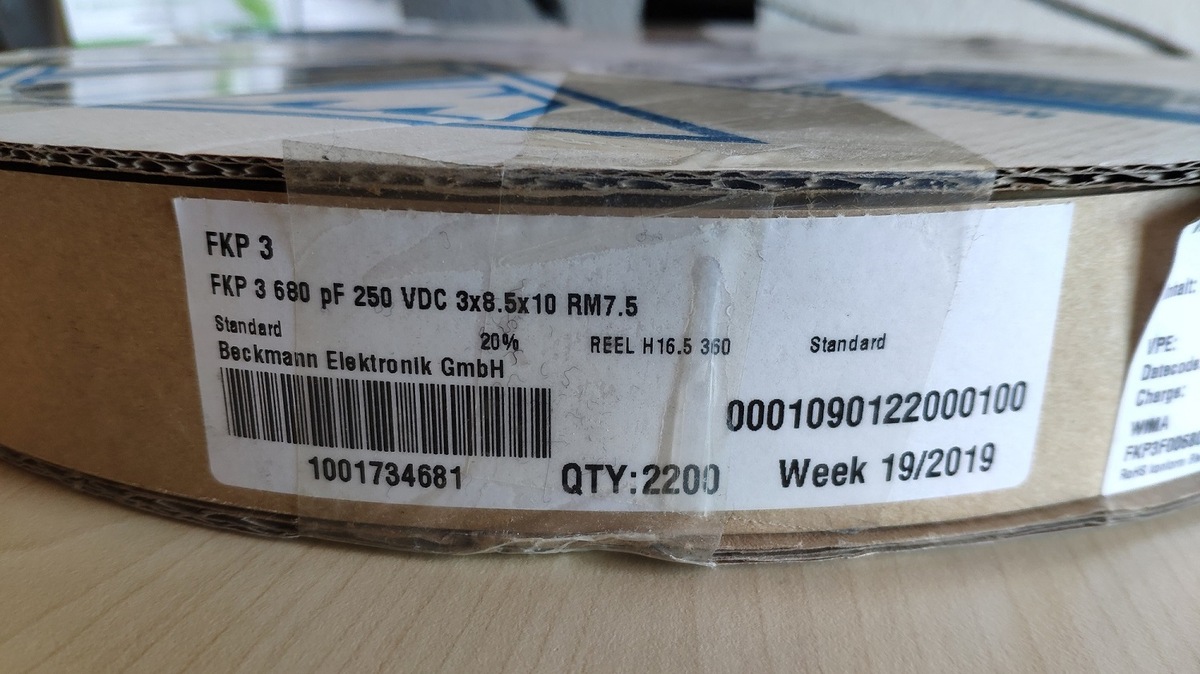 FKP 3
FKP 3 680 pF 250 VDC 3x8.5x10 RM7.5
Standard 20% REEL H16.5 360 Standard
Beckmann Elektronik GmbH
0001090122000100
1001734681 QTY:2200 Week 19/2019
VPE:
Datecode
Charge:
WIMA